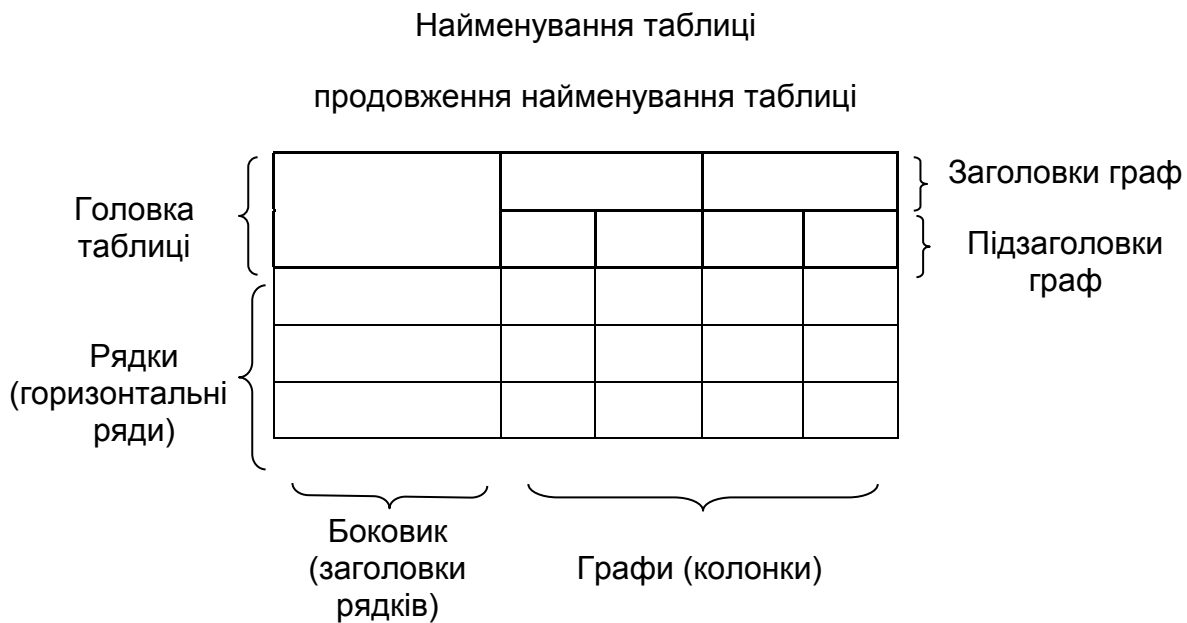 Найменування таблиці
продовження найменування таблиці
Головка
таблиці
Заголовки граф
Підзаголовки
граф
Рядки
(горизонтальні
ряди)
Боковик
(заголовки
рядків)
Графи (колонки)